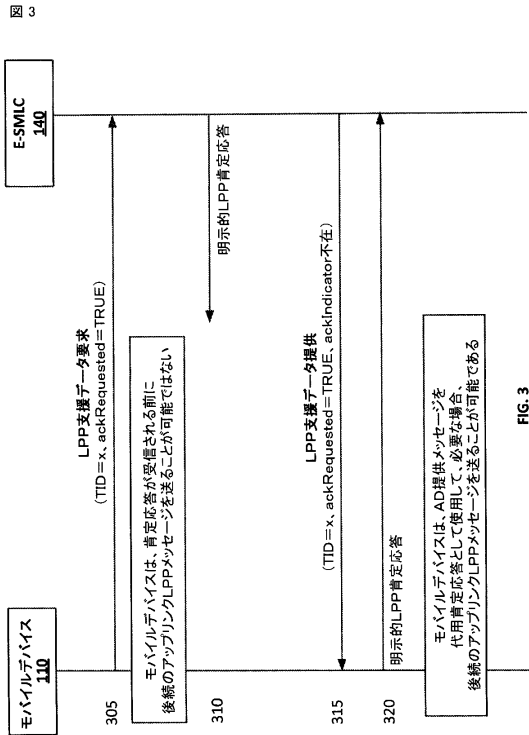 図 3
モバイルデバイス
110
E-SMLC
140
305
LPP支援データ要求
(TID=x、ackRequested=TRUE)
モバイルデバイスは、肯定応答が受信される前に
後続のアップリンクLPPメッセージを送ることが可能ではない
310
明示的LPP肯定応答
315
LPP支援データ提供
(TID=x、ackRequested=TRUE、ackIndicator不在)
320
明示的LPP肯定応答
モバイルデバイスは、AD提供メッセージを
代用肯定応答として使用して、必要な場合、
後続のアップリンクLPPメッセージを送ることが可能である
FIG. 3